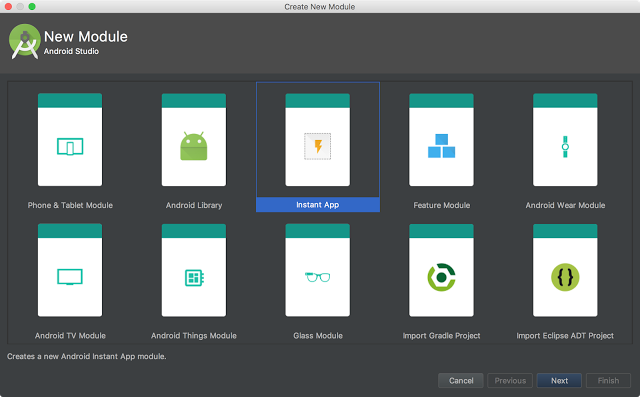 Create New Module
New Module
Android Studio
Phone & Tablet Module
Android Library
Instant App
Feature Module
Android Wear Module
Android TV Module
Android Things Module
Glass Module
Import Gradle Project
Import Eclipse ADT Project
Creates a new Android Instant App module.
Cancel
Previous
Next
Finish